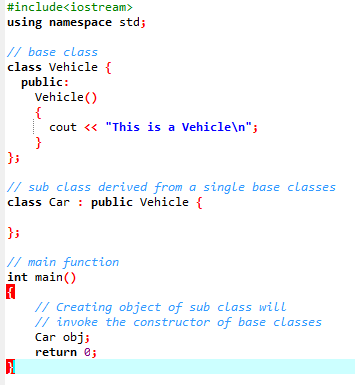 #include<iostream>
using namespace std;
// base class
class Vehicle {
  public:
    Vehicle()
    {
      cout << "This is a Vehicle\n";
    }
};
// sub class derived from a single base classes
class Car : public Vehicle {
};
// main function
int main()
{
    // Creating object of sub class will
    // invoke the constructor of base classes
    Car obj;
    return 0;
}